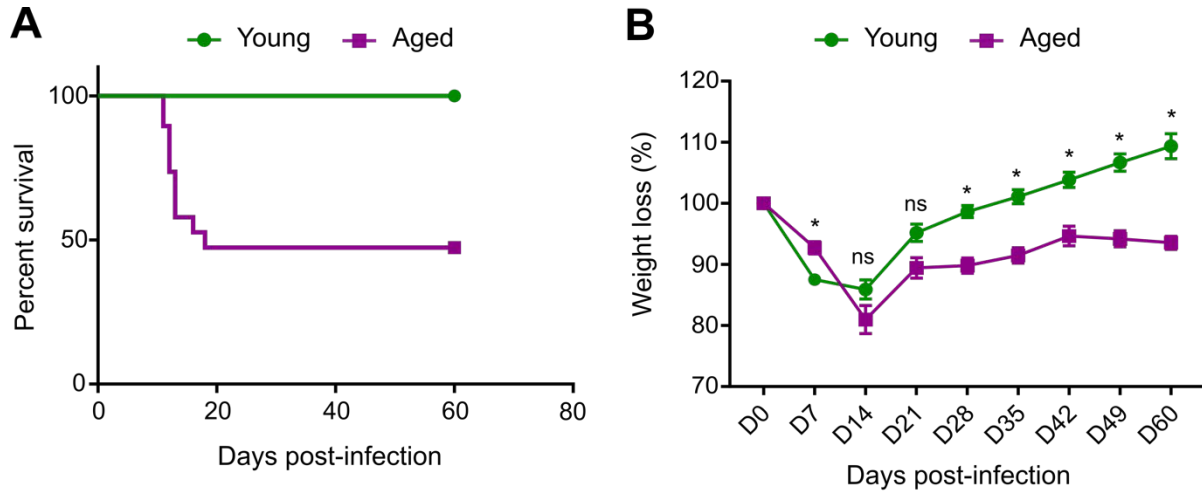 A
Young Aged
Percent survival
100
50
0
0 20 40 60 80
Days post-infection
B
Young Aged
Weight loss (%)
120
110
100
90
80
70
* ns ns * * * * *
D0 D7 D14 D21 D28 D35 D42 D49 D60
Days post-infection